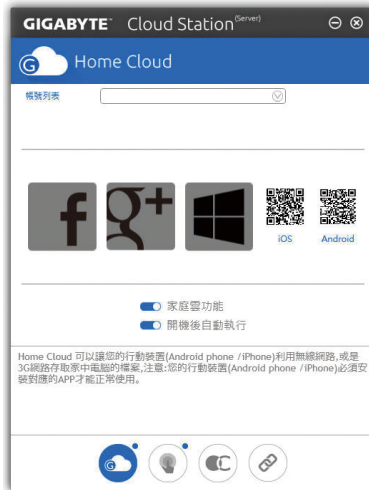 GIGABYTE™ Cloud Station(Server)
G Home Cloud
帳號列表
f g+
iOS Android
家庭雲功能
開機後自動執行
Home Cloud 可以讓您的行動裝置(Android phone /iPhone)利用無線網路,或是
3G網路存取家中電腦的檔案,注意:您的行動裝置(Android phone /iPhone)必須安
裝對應的APP才能正常使用。
G